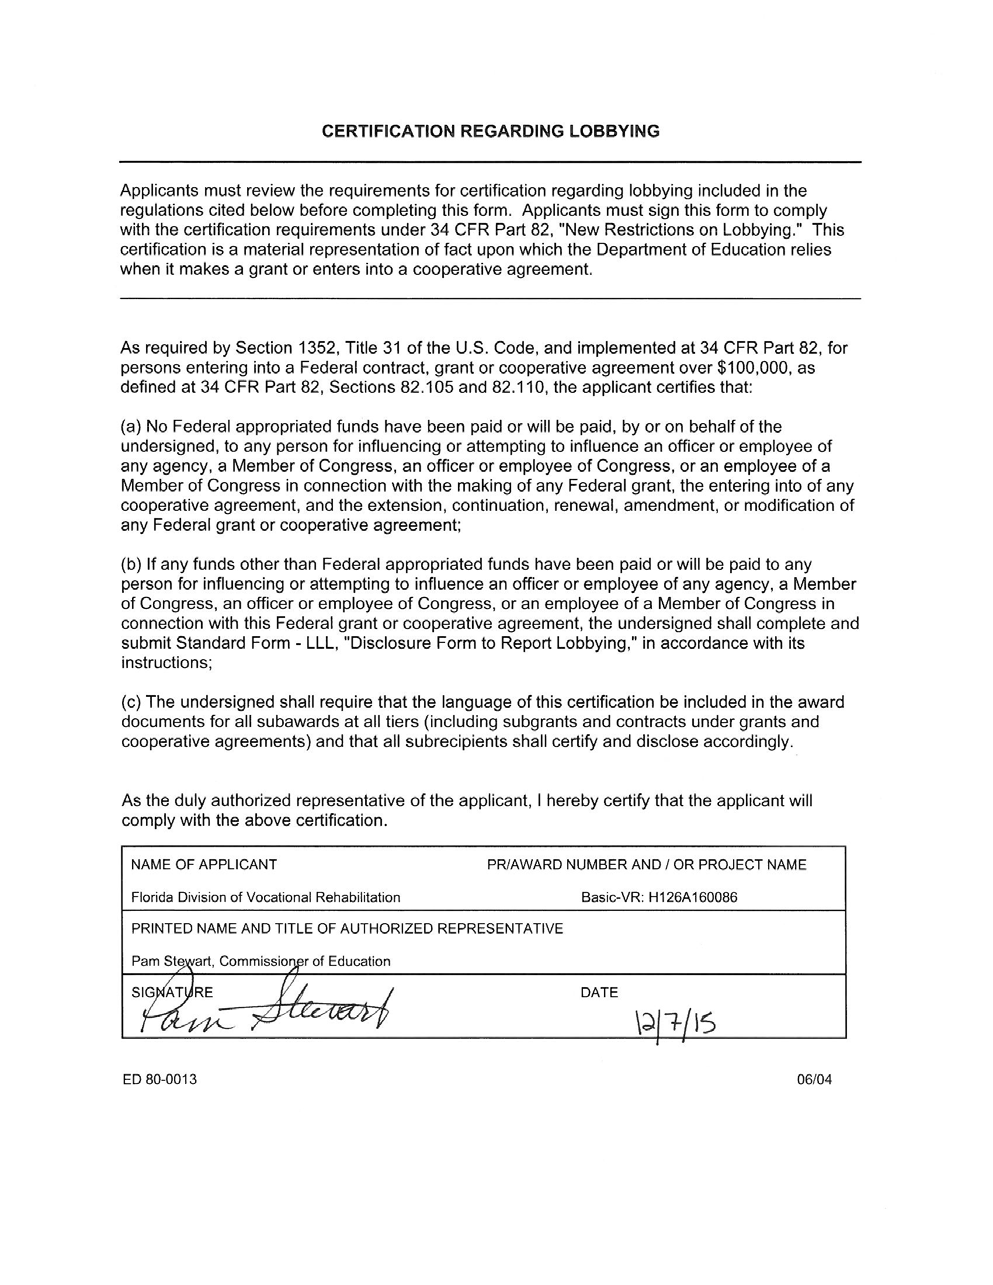 CERTIFICATION REGARDING LOBBYING
Applicants must review the requirements for certification regarding lobbying included in the
regulations cited below before completing this form.  Applicants must sign this form to comply
with the certification requirements under 34 CFR Part 82, "New Restrictions on Lobbying."  This
certification is a material representation of fact upon which the Department of Education relies
when it makes a grant or enters into a cooperative agreement.
As required by Section 1352, Title 31 of the U.S. Code, and implemented at 34 CFR Part 82, for
persons entering into a Federal contract, grant or cooperative agreement over $100,000, as
defined at 34 CFR Part 82, Sections 82.105 and 82.110, the applicant certifies that:
(a) No Federal appropriated funds have been paid or will be paid, by or on behalf of the
undersigned, to any person for influencing or attempting to influence an officer or employee of
any agency, a Member of Congress, an officer or employee of Congress, or an employee of a
Member of Congress in connection with the making of any Federal grant, the entering into of any
cooperative agreement, and the extension, continuation, renewal, amendment, or modification of
any Federal grant or cooperative agreement;
(b) If any funds other than Federal appropriated funds have been paid or will be paid to any
person for influencing or attempting to influence an officer or employee of any agency, a Member
of Congress, an officer or employee of Congress, or an employee of a Member of Congress in
connection with this Federal grant or cooperative agreement, the undersigned shall complete and
submit Standard Form - LLL, "Disclosure Form to Report Lobbying," in accordance with its
instructions;
(c) The undersigned shall require that the language of this certification be included in the award
documents for all subawards at all tiers (including subgrants and contracts under grants and
cooperative agreements) and that all subrecipients shall certify and disclose accordingly.
As the duly authorized representative of the applicant, I hereby certify that the applicant will
comply with the above certification.
NAME OF APPLICANT PR/AWARD NUMBER AND / OR PROJECT NAME
Florida Division of Vocational Rehabilitation Basic-VR: H126A160086
PRINTED NAME AND TITLE OF AUTHORIZED REPRESENTATIVE
Pam Stewart, Commissioner of Education
SIGNATURE DATE
Pam Stewart 12/7/15
ED 80-0013 06/04